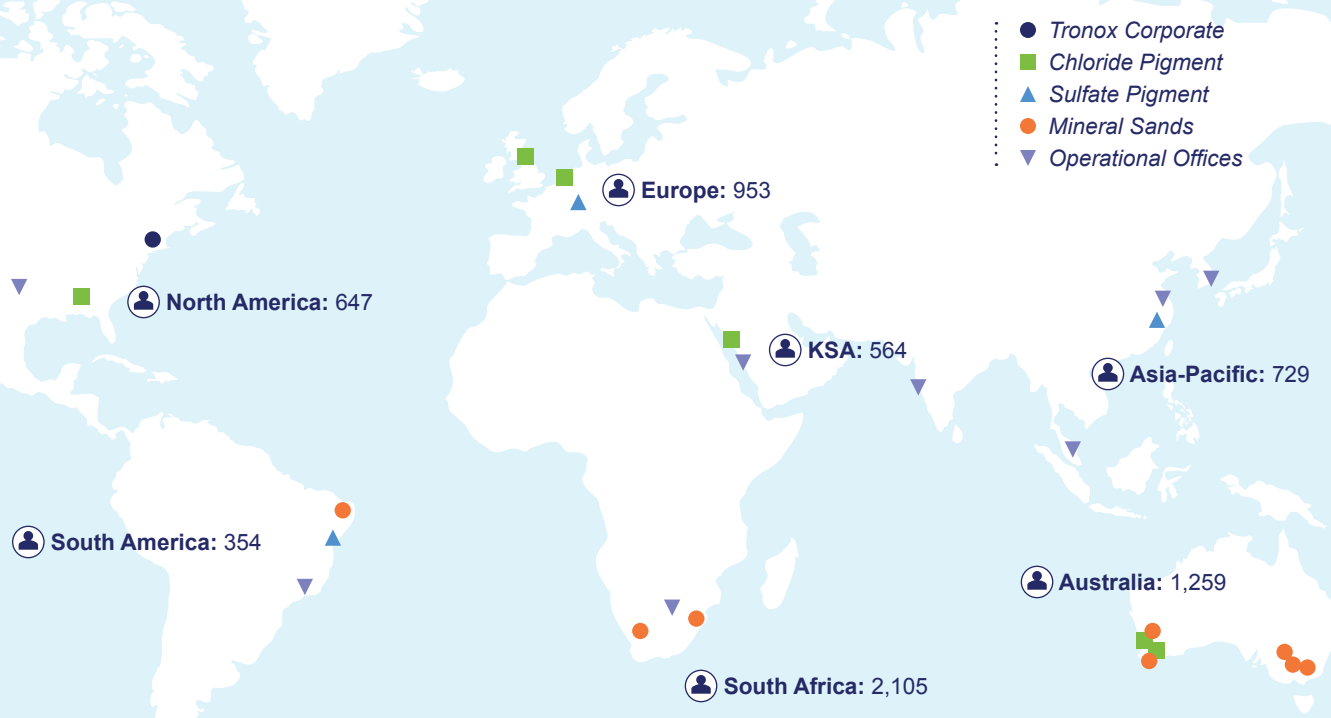 Tronox Corporate
Chloride Pigment
Sulfate Pigment
Mineral Sands
Operational Offices
Europe: 953
North America: 647
KSA: 564
Asia-Pacific: 729
South America: 354
Australia: 1,259
South Africa: 2,105